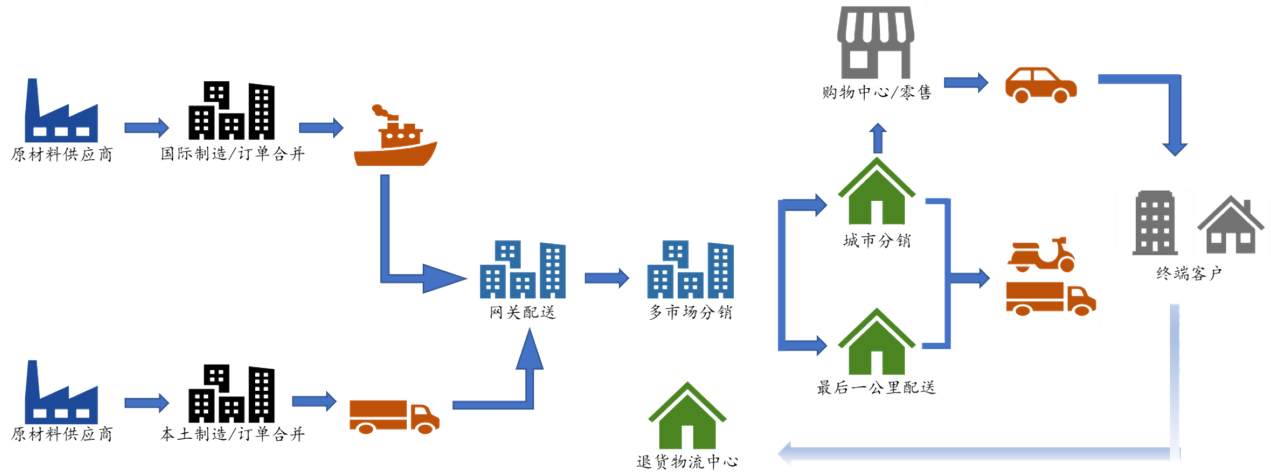 购物中心/零售
原材料供应商
国际制造/订单合并
城市分销
终端客户
网关配送
多市场分销
最后一公里配送
原材料供应商
本土制造/订单合并
退货物流中心